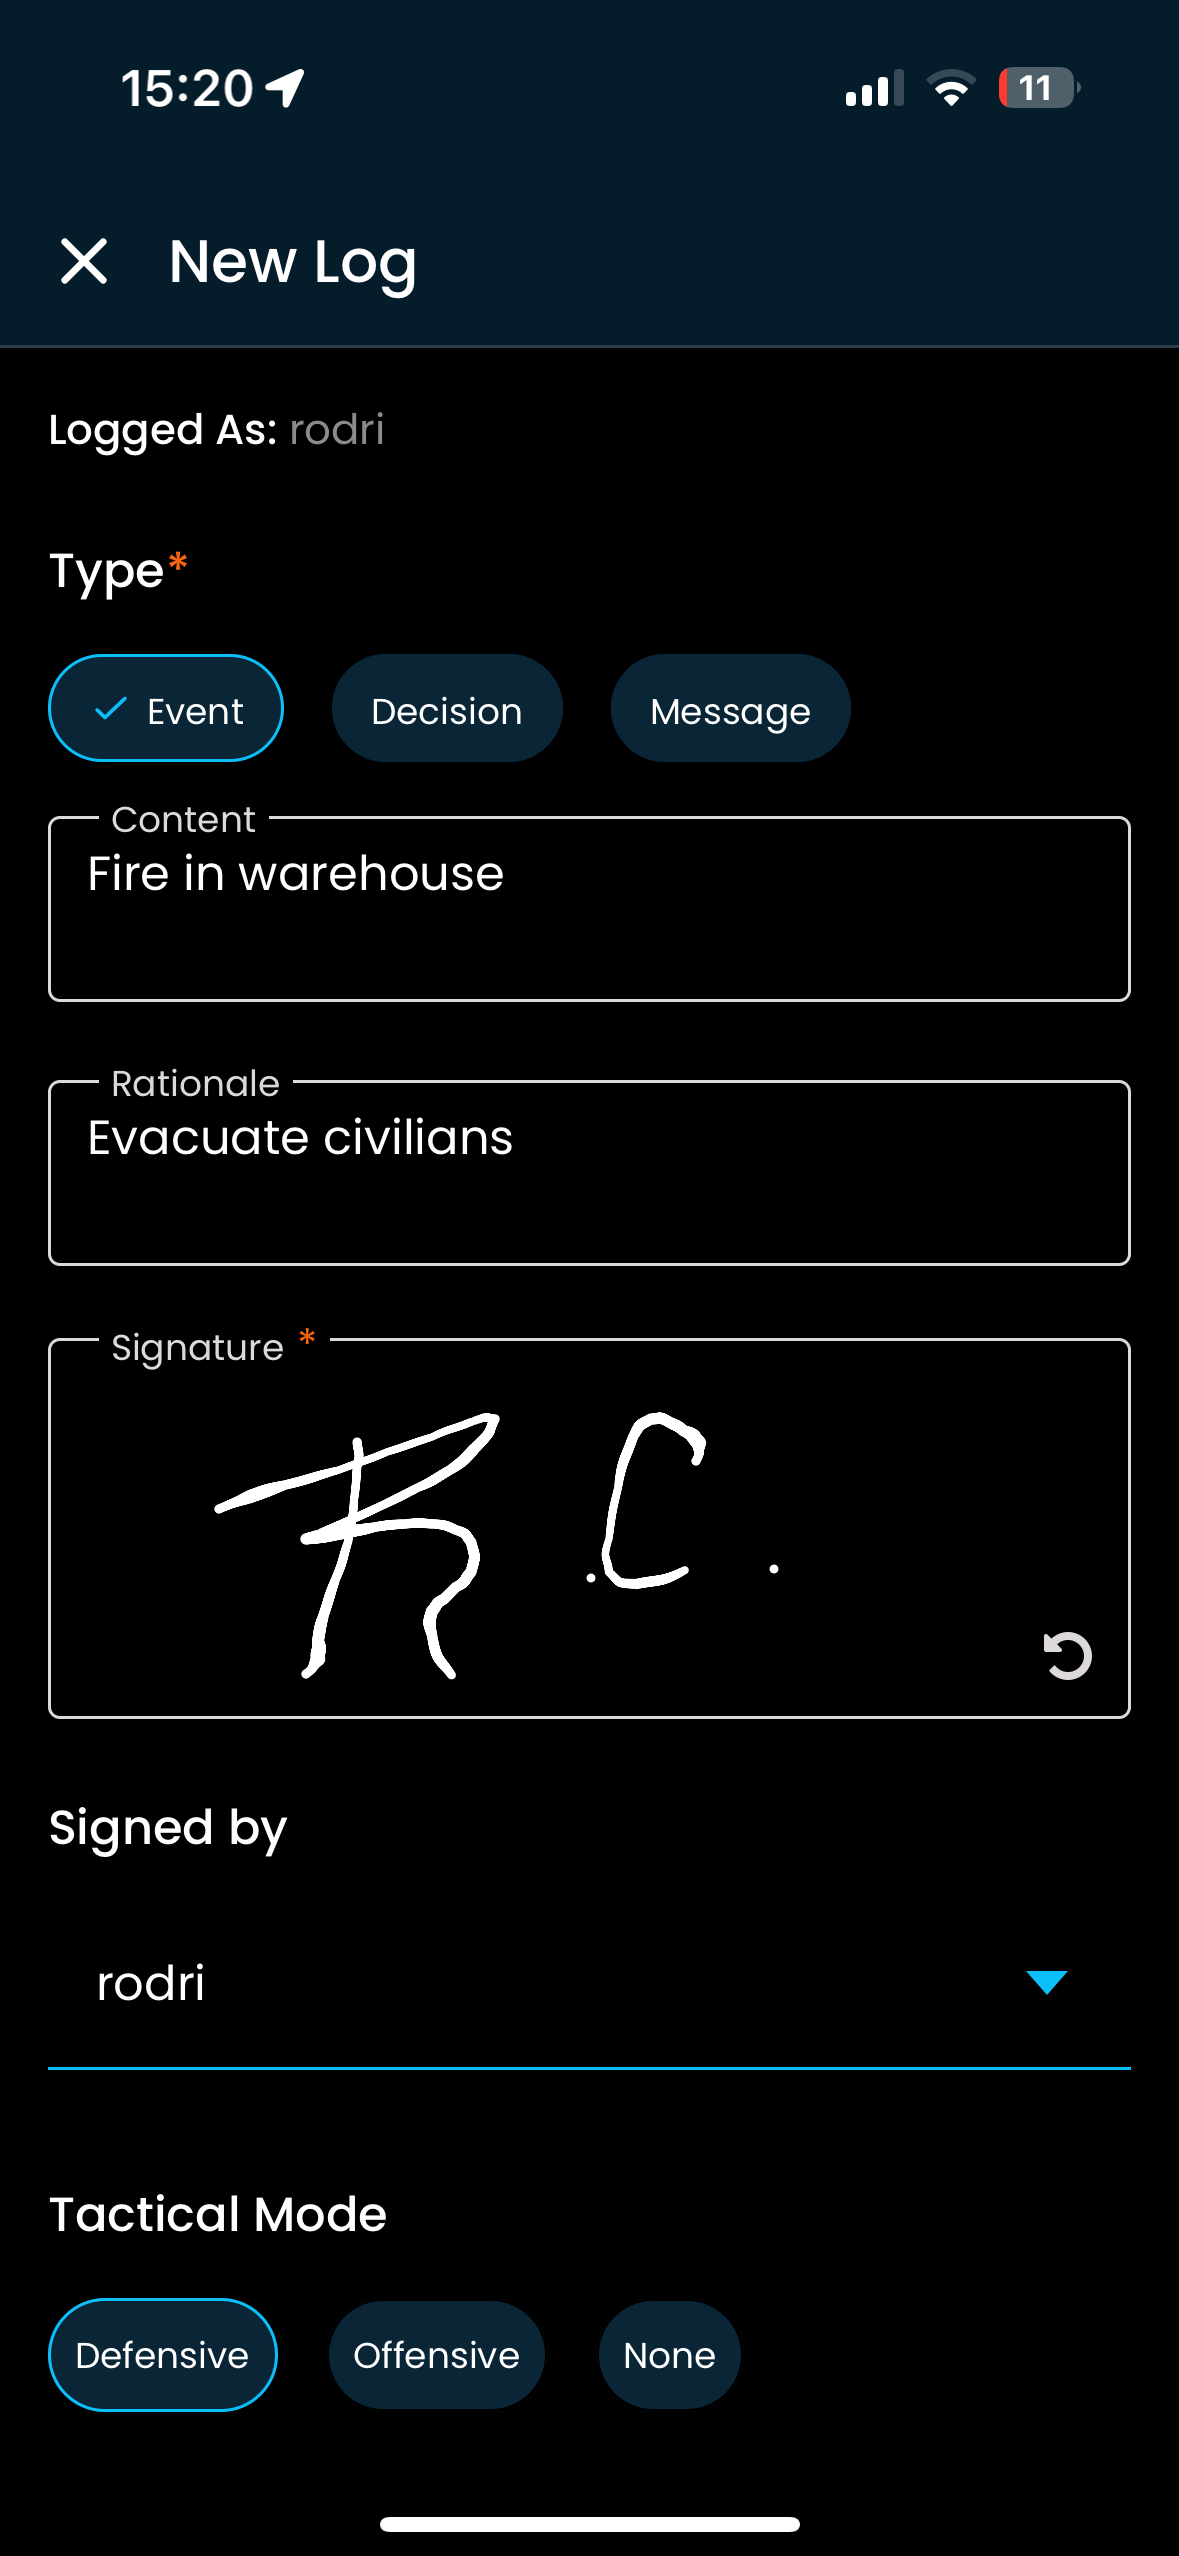 15:20 11
New Log
Logged As: rodri
Type*
Event Decision Message
Content
Fire in warehouse
Rationale
Evacuate civilians
Signature *
R .C .
Signed by
rodri
Tactical Mode
Defensive Offensive None